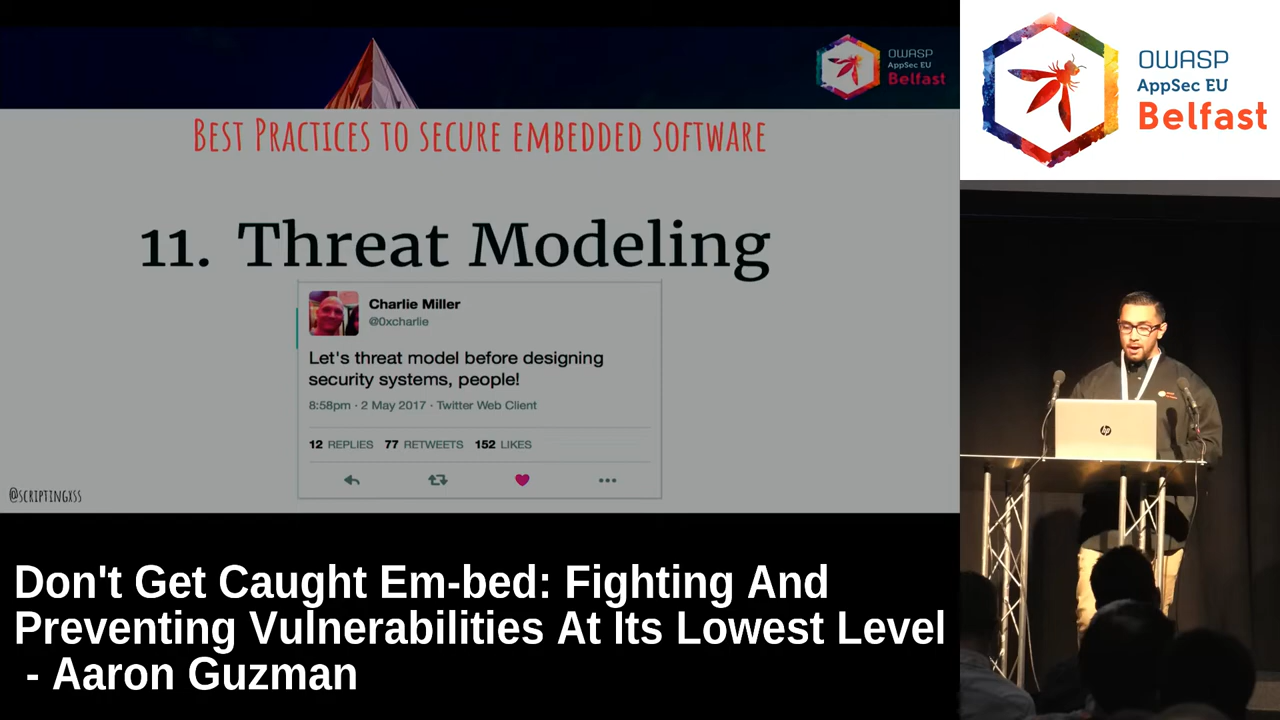 OWASP
AppSec EU
Belfast
Best Practices to secure embedded software
11. Threat Modeling
Charlie Miller
@0xcharlie
Let's threat model before designing
security systems, people!
8:58pm · 2 May 2017 · Twitter Web Client
12 REPLIES 77 RETWEETS 152 LIKES
@scriptingxss
OWASP
AppSec EU
Belfast
hp
Don't Get Caught Em-bed: Fighting And
Preventing Vulnerabilities At Its Lowest Level
- Aaron Guzman